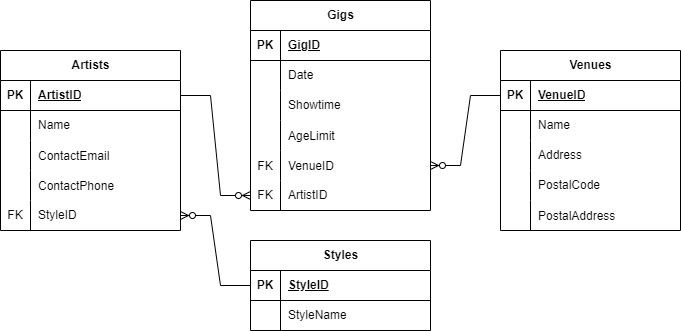 Artists
PK ArtistID
Name
ContactEmail
ContactPhone
FK StyleID
Gigs
PK GigID
Date
Showtime
AgeLimit
FK VenueID
FK ArtistID
Venues
PK VenueID
Name
Address
PostalCode
PostalAddress
Styles
PK StyleID
StyleName